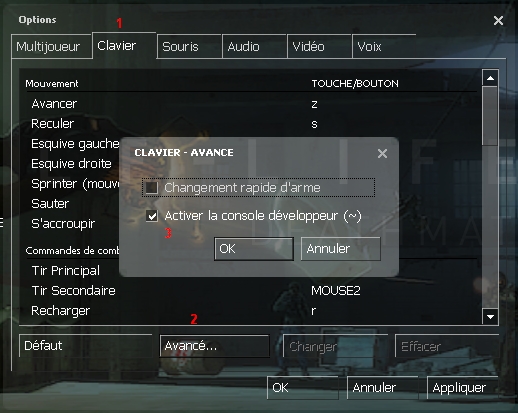 1
Options
Multijoueur Clavier Souris Audio Vidéo Voix
Mouvement TOUCHE/BOUTON
Avancer z
Reculer s
Esquive gauche
Esquive droite
Sprinter (mouv
Sauter
S'accroupir
CLAVIER - AVANCE
Changement rapide d'arme
Activer la console développeur (~)
3
OK Annuler
Commandes de comb
Tir Principal
Tir Secondaire MOUSE2
Recharger r
2
Défaut Avancé... Changer Effacer
OK Annuler Appliquer